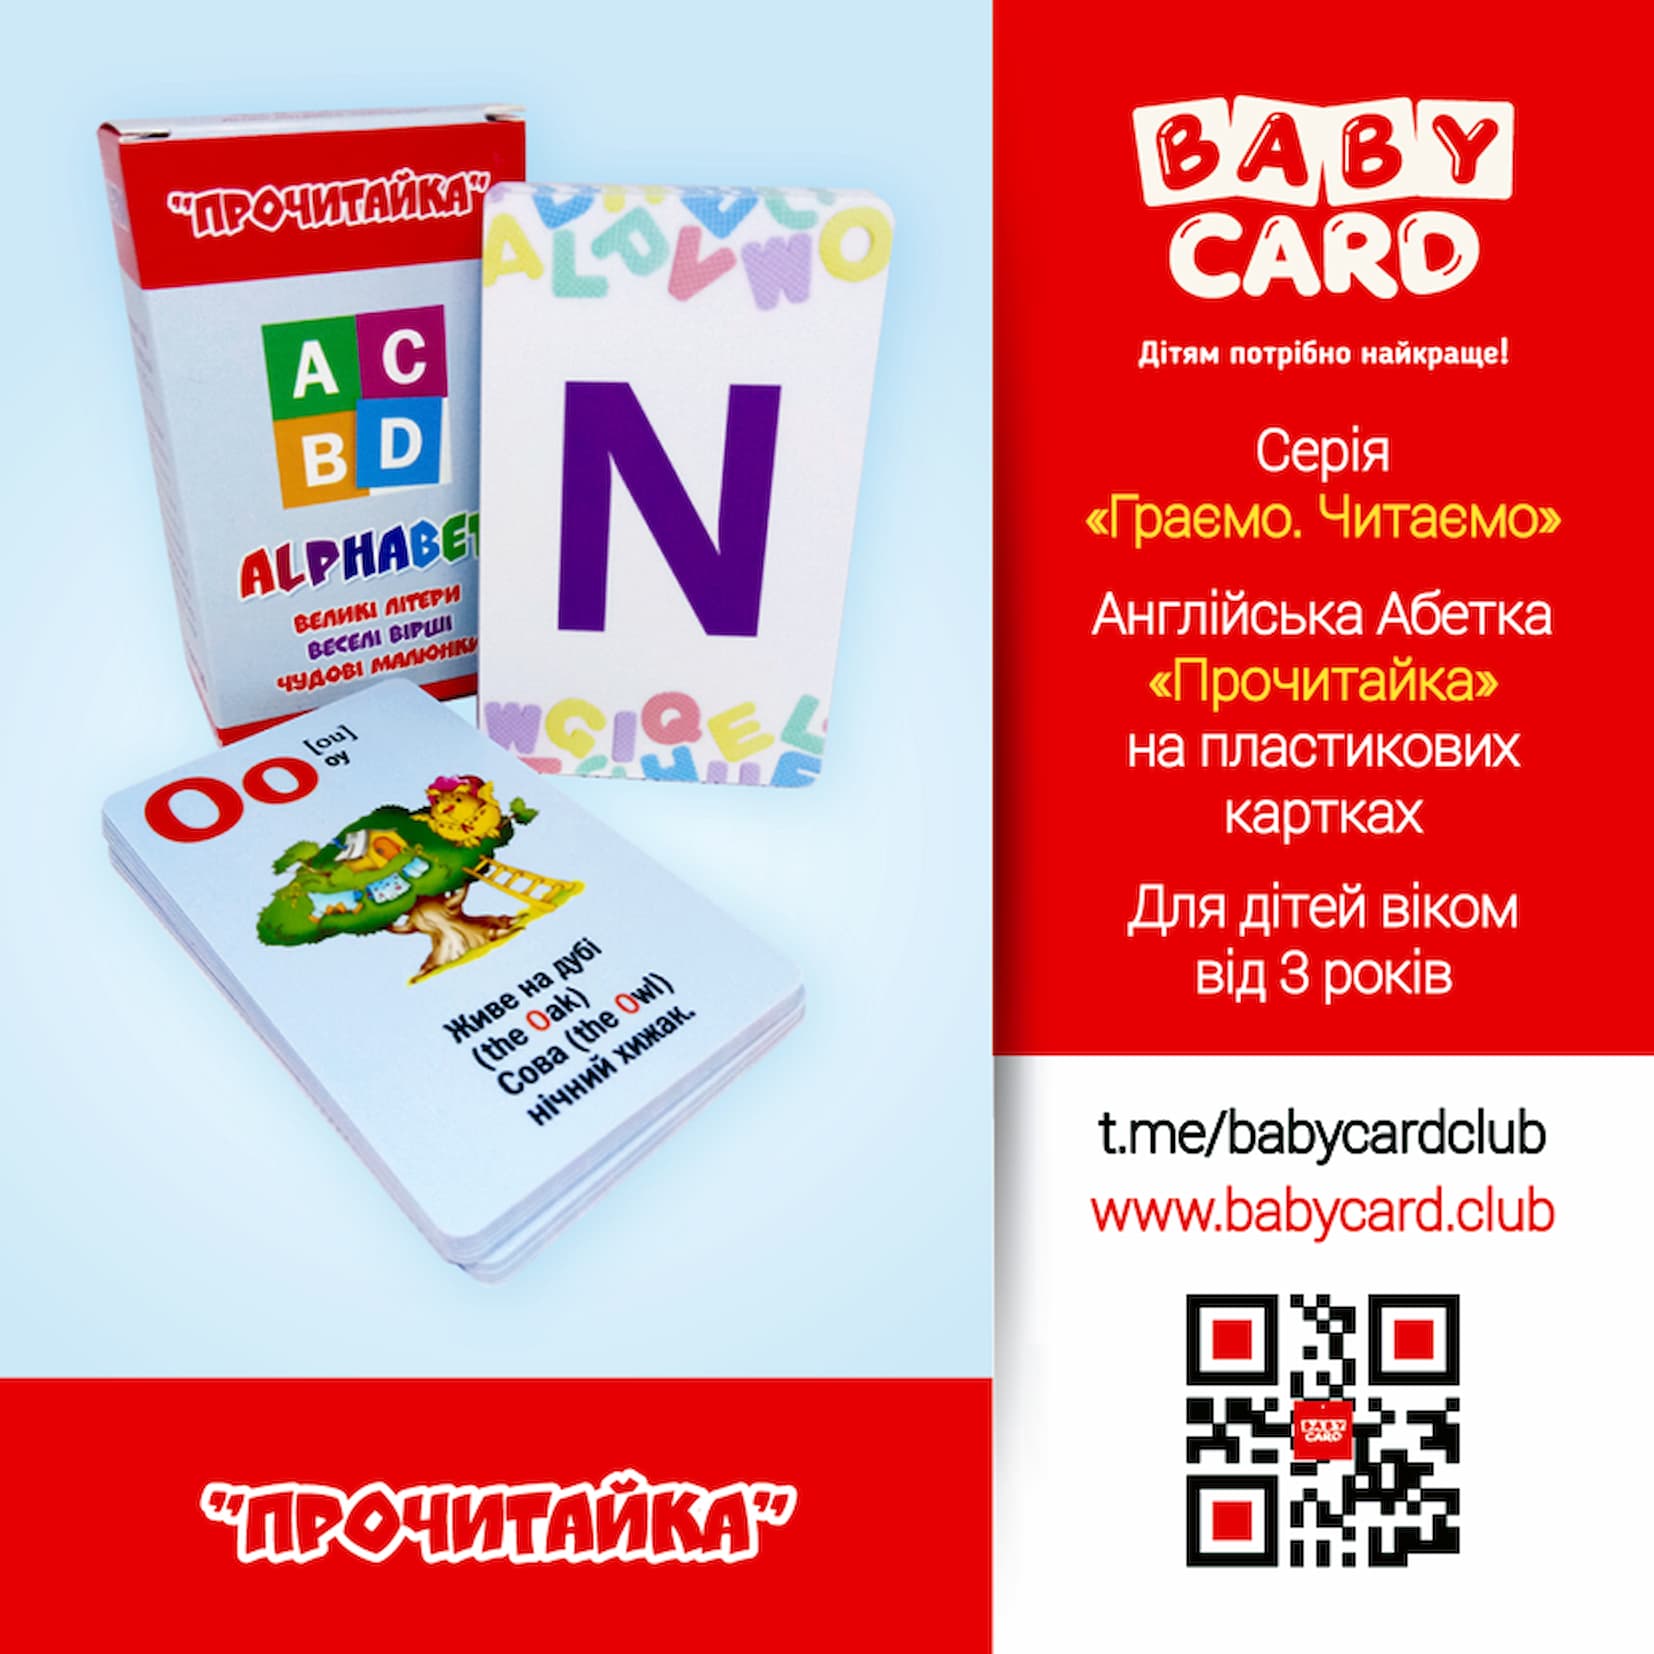 "ПРОЧИТАЙКА"
A C
B D
ALPHABET
ВЕЛИКІ ЛІТЕРИ
ВЕСЕЛІ ВІРШІ
ЧУДОВІ МАЛЮНКИ
N
Oo [ou]
оу
Живе на дубі
(the Oak)
Сова (the Owl)
нічний хижак.
"ПРОЧИТАЙКА"
BABY
CARD
Дітям потрібно найкраще!
Серія
«Граємо. Читаємо»
Англійська Абетка
«Прочитайка»
на пластикових
картках
Для дітей віком
від 3 років
t.me/babycardclub
www.babycard.club
BABY
CARD